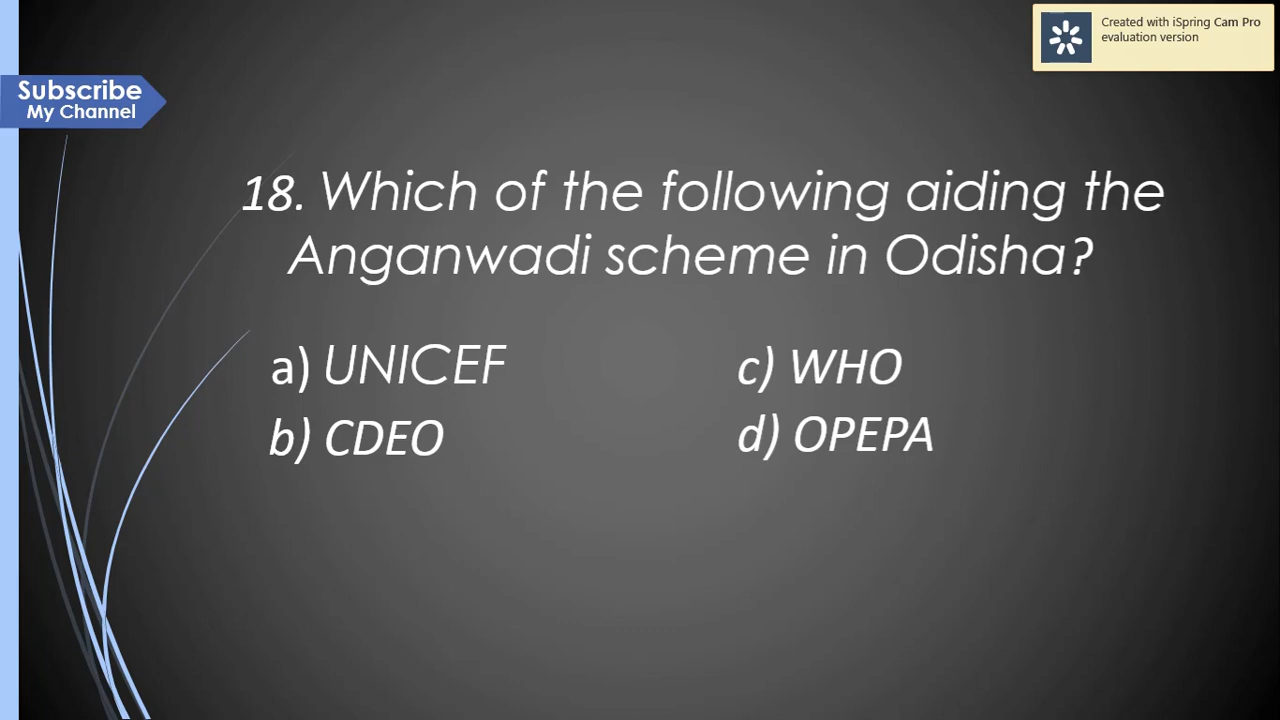 Created with iSpring Cam Pro
evaluation version
Subscribe
My Channel
18. Which of the following aiding the
Anganwadi scheme in Odisha?
a) UNICEF
b) CDEO
c) WHO
d) OPEPA